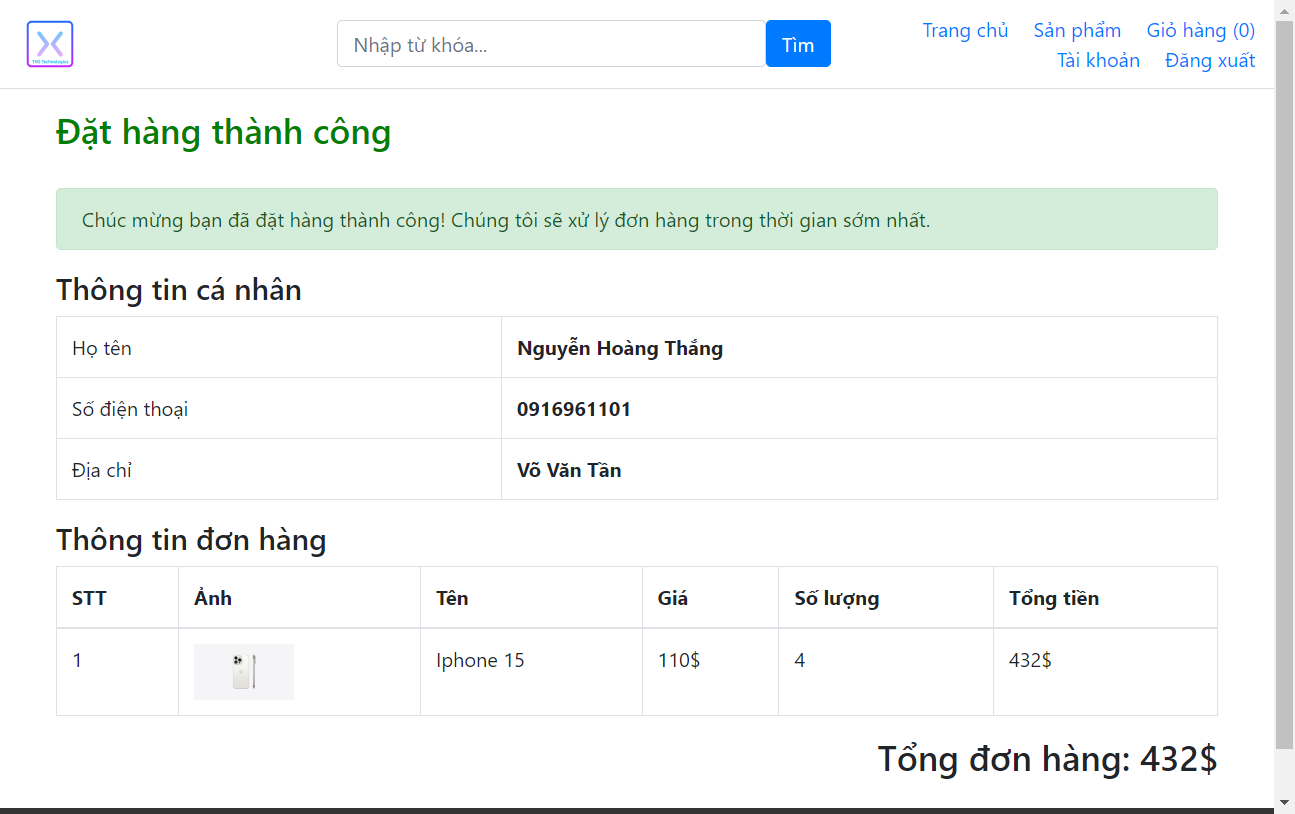 TNS Technologies
Nhập từ khóa...
Tìm
Trang chủ Sản phẩm Giỏ hàng (0)
Tài khoản Đăng xuất
Đặt hàng thành công
Chúc mừng bạn đã đặt hàng thành công! Chúng tôi sẽ xử lý đơn hàng trong thời gian sớm nhất.
Thông tin cá nhân
Họ tên Nguyễn Hoàng Thắng
Số điện thoại 0916961101
Địa chỉ Võ Văn Tần
Thông tin đơn hàng
STT Ảnh Tên Giá Số lượng Tổng tiền
1 Iphone 15 110$ 4 432$
Tổng đơn hàng: 432$